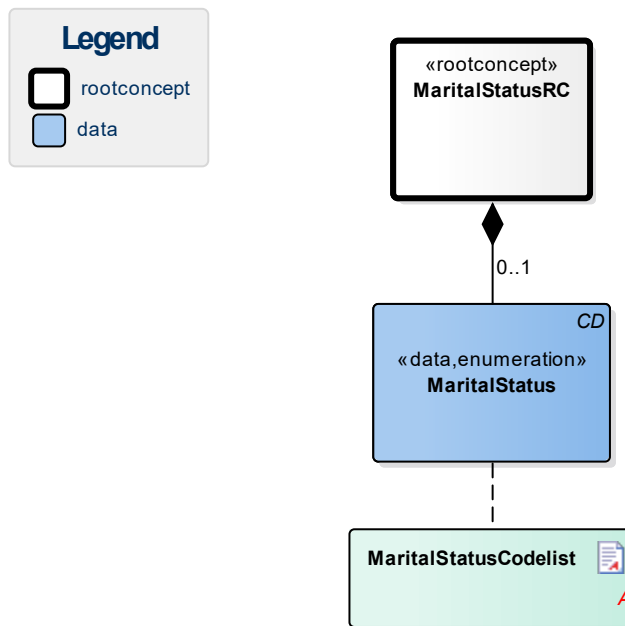 Legend
rootconcept
data
«rootconcept»
MaritalStatusRC
0..1
CD
«data,enumeration»
MaritalStatus
MaritalStatusCodelist
A